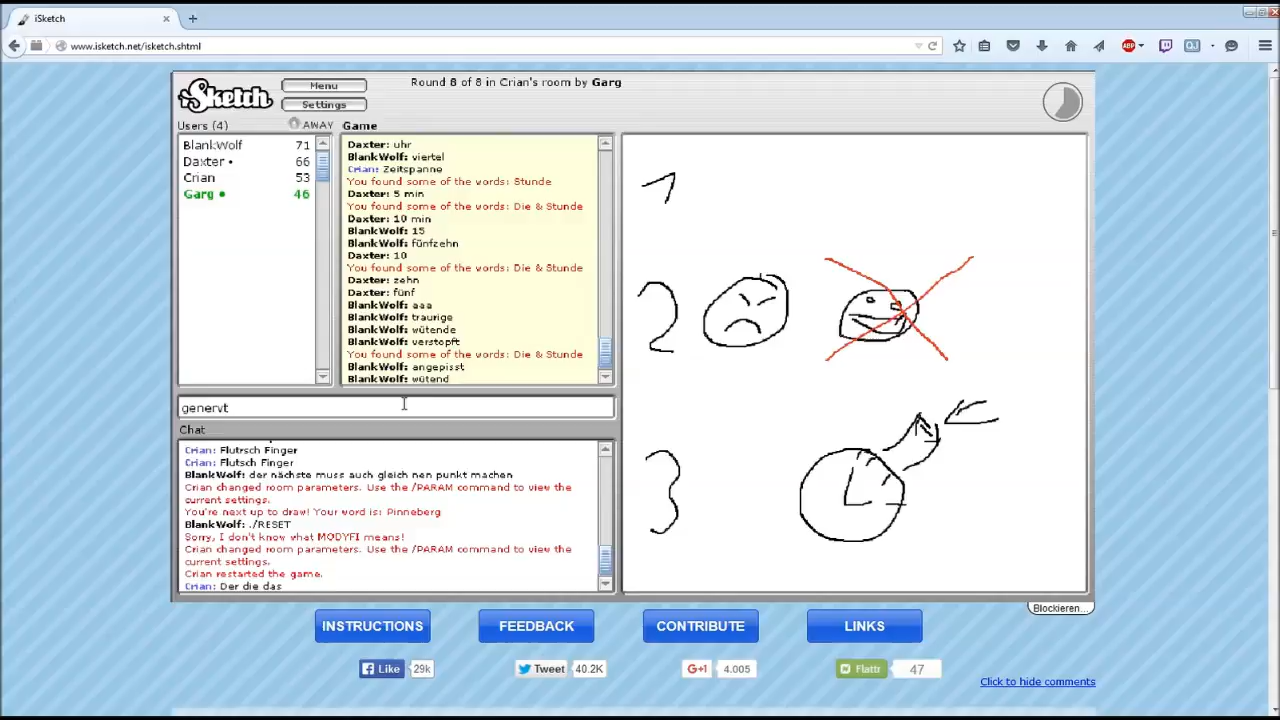 iSketch
www.isketch.net/isketch.shtml
ABP
iSketch
Menu
Settings
Round 8 of 8 in Crian's room by Garg
Users (4)
AWAY
Game
BlankWolf 71
Daxter • 66
Crian 53
Garg • 46
Daxter: uhr
BlankWolf: viertel
Crian: Zeitspanne
You found some of the words: Stunde
Daxter: 5 min
You found some of the words: Die & Stunde
Daxter: 10 min
BlankWolf: 15
BlankWolf: fünfzehn
Daxter: 10
You found some of the words: Die & Stunde
Daxter: zehn
Daxter: fünf
BlankWolf: aaa
BlankWolf: traurige
BlankWolf: wütende
BlankWolf: verstopft
You found some of the words: Die & Stunde
BlankWolf: angepisst
BlankWolf: wütend
genervt
Chat
Crian: Flutrsch Finger
Crian: Flutsch Finger
BlankWolf: der nächste muss auch gleich nen punkt machen
Crian changed room parameters. Use the /PARAM command to view the
current settings.
You're next up to draw! Your word is: Pinneberg
BlankWolf: ./RESET
Sorry, I don't know what MODYFI means!
Crian changed room parameters. Use the /PARAM command to view the
current settings.
Crian restarted the game.
Crian: Der die das
1
2
3
Blockieren...
INSTRUCTIONS
FEEDBACK
CONTRIBUTE
LINKS
Like 29k
Tweet 40.2K
G+1 4.005
Flattr 47
Click to hide comments